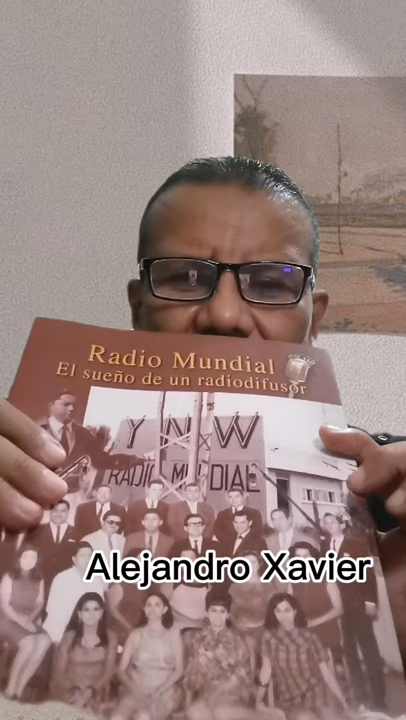 Radio Mundial
El sueño de un radiodifusor
YNW
RADIO MUNDIAL
Alejandro Xavier